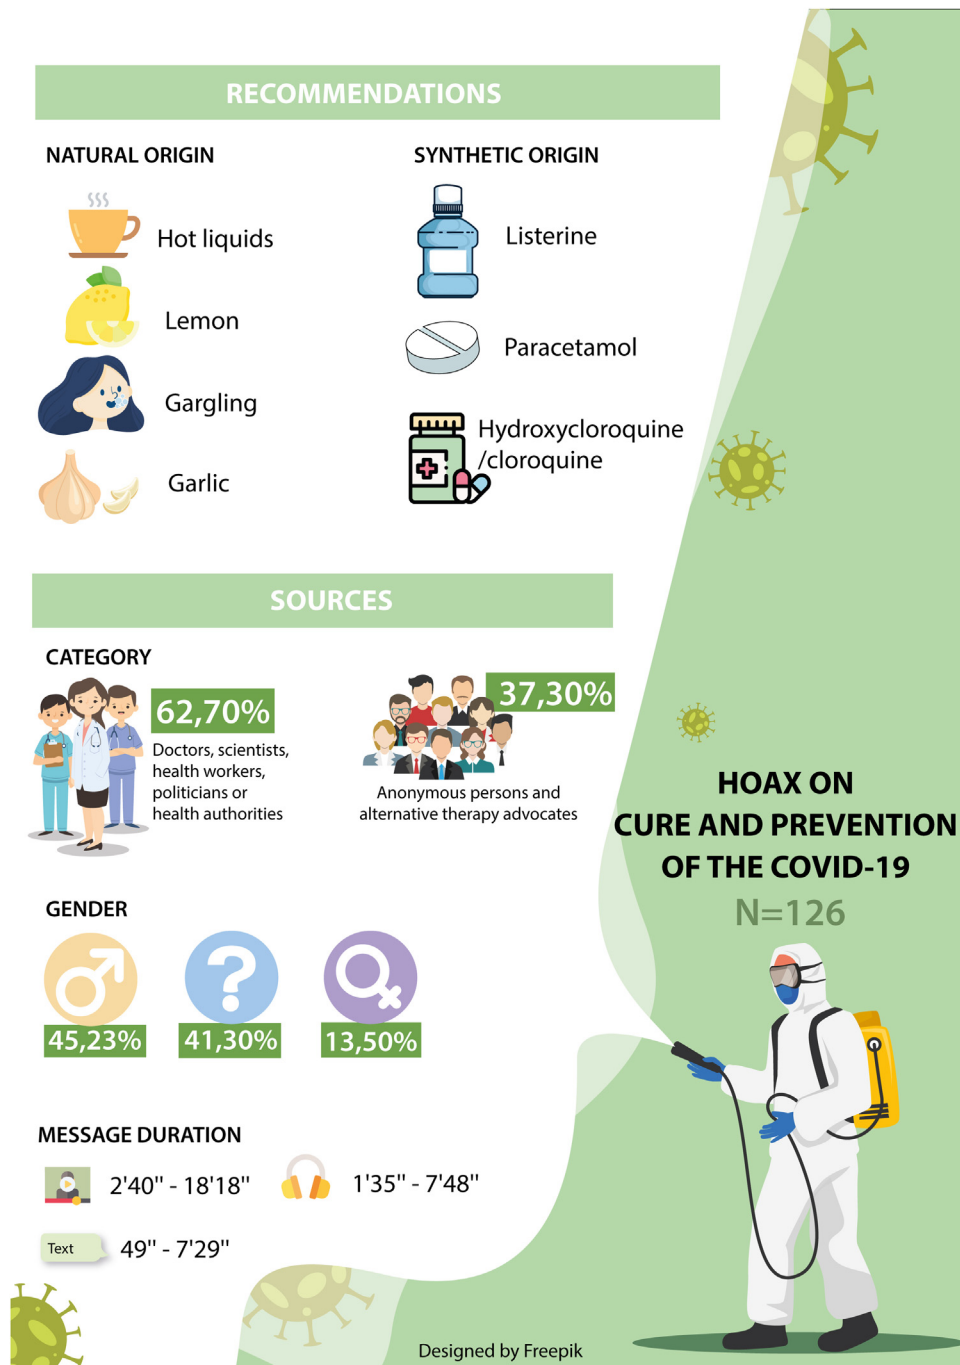 RECOMMENDATIONS
NATURAL ORIGIN
SYNTHETIC ORIGIN
Hot liquids
Lemon
Gargling
Garlic
Listerine
Paracetamol
Hydroxycloroquine
/cloroquine
SOURCES
CATEGORY
62,70%
Doctors, scientists,
health workers,
politicians or
health authorities
37,30%
Anonymous persons and
alternative therapy advocates
GENDER
45,23%
41,30%
13,50%
MESSAGE DURATION
2'40" - 18'18"
1'35" - 7'48"
Text
49" - 7'29"
HOAX ON
CURE AND PREVENTION
OF THE COVID-19
N=126
Designed by Freepik